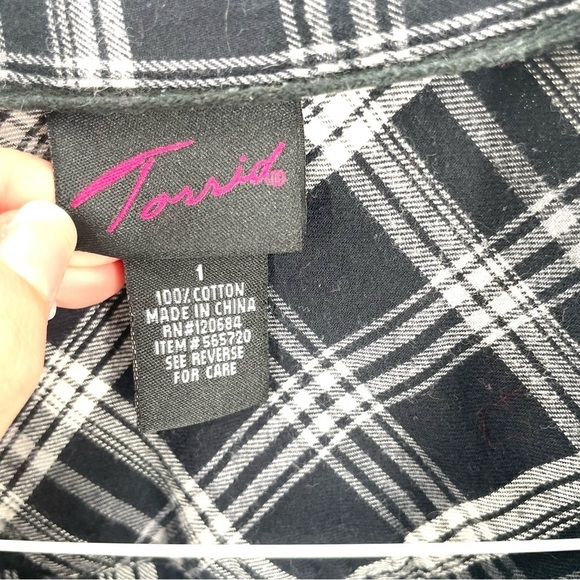 Torrid®
1
100% COTTON
MADE IN CHINA
RN#120684
ITEM #565720
SEE REVERSE
FOR CARE